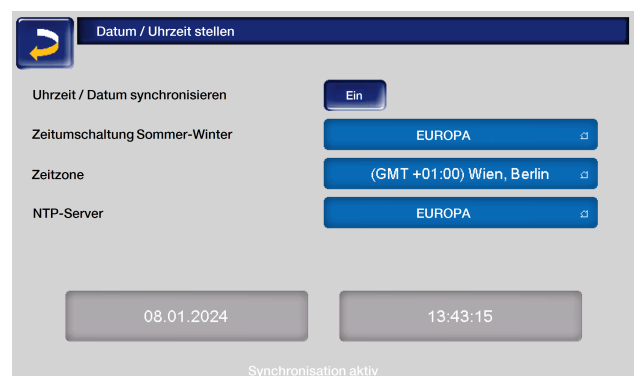 Datum / Uhrzeit stellen
Uhrzeit / Datum synchronisieren Ein
Zeitumschaltung Sommer-Winter EUROPA
Zeitzone (GMT +01:00) Wien, Berlin
NTP-Server EUROPA
08.01.2024 13:43:15
Synchronisation aktiv